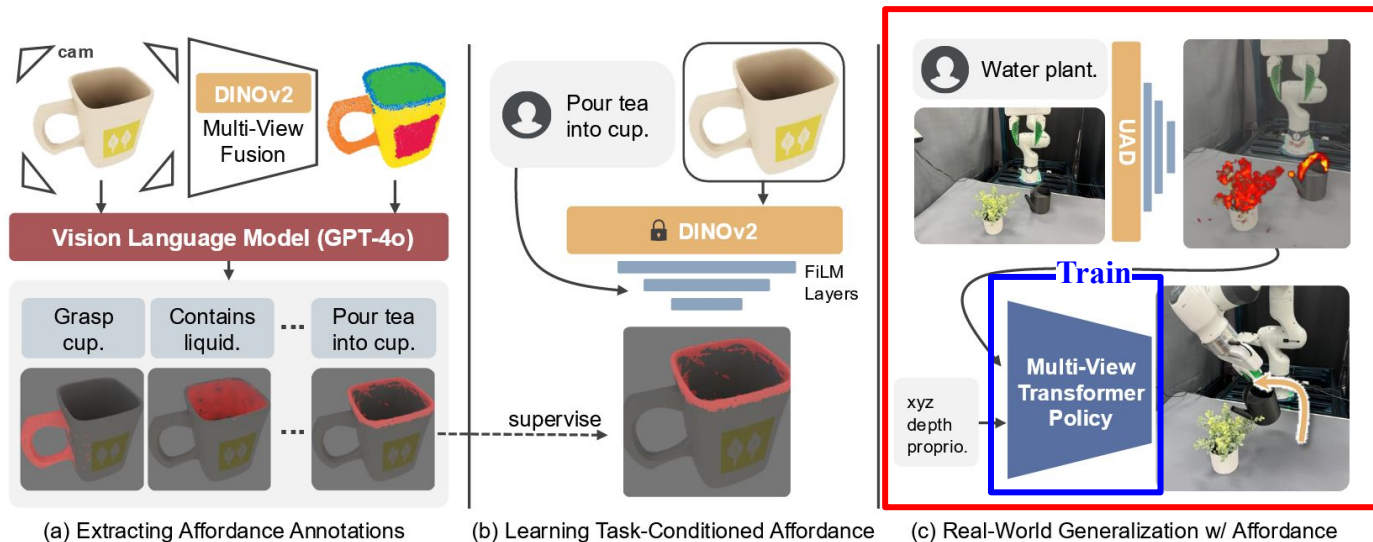 cam
DINOv2
Multi-View
Fusion
Vision Language Model (GPT-4o)
Grasp
cup.
Contains
liquid.
...
Pour tea
into cup.
...
(a) Extracting Affordance Annotations
Pour tea
into cup.
DINOv2
FiLM
Layers
supervise
(b) Learning Task-Conditioned Affordance
Water plant.
UAD
Train
Multi-View
Transformer
Policy
xyz
depth
proprio.
(c) Real-World Generalization w/ Affordance